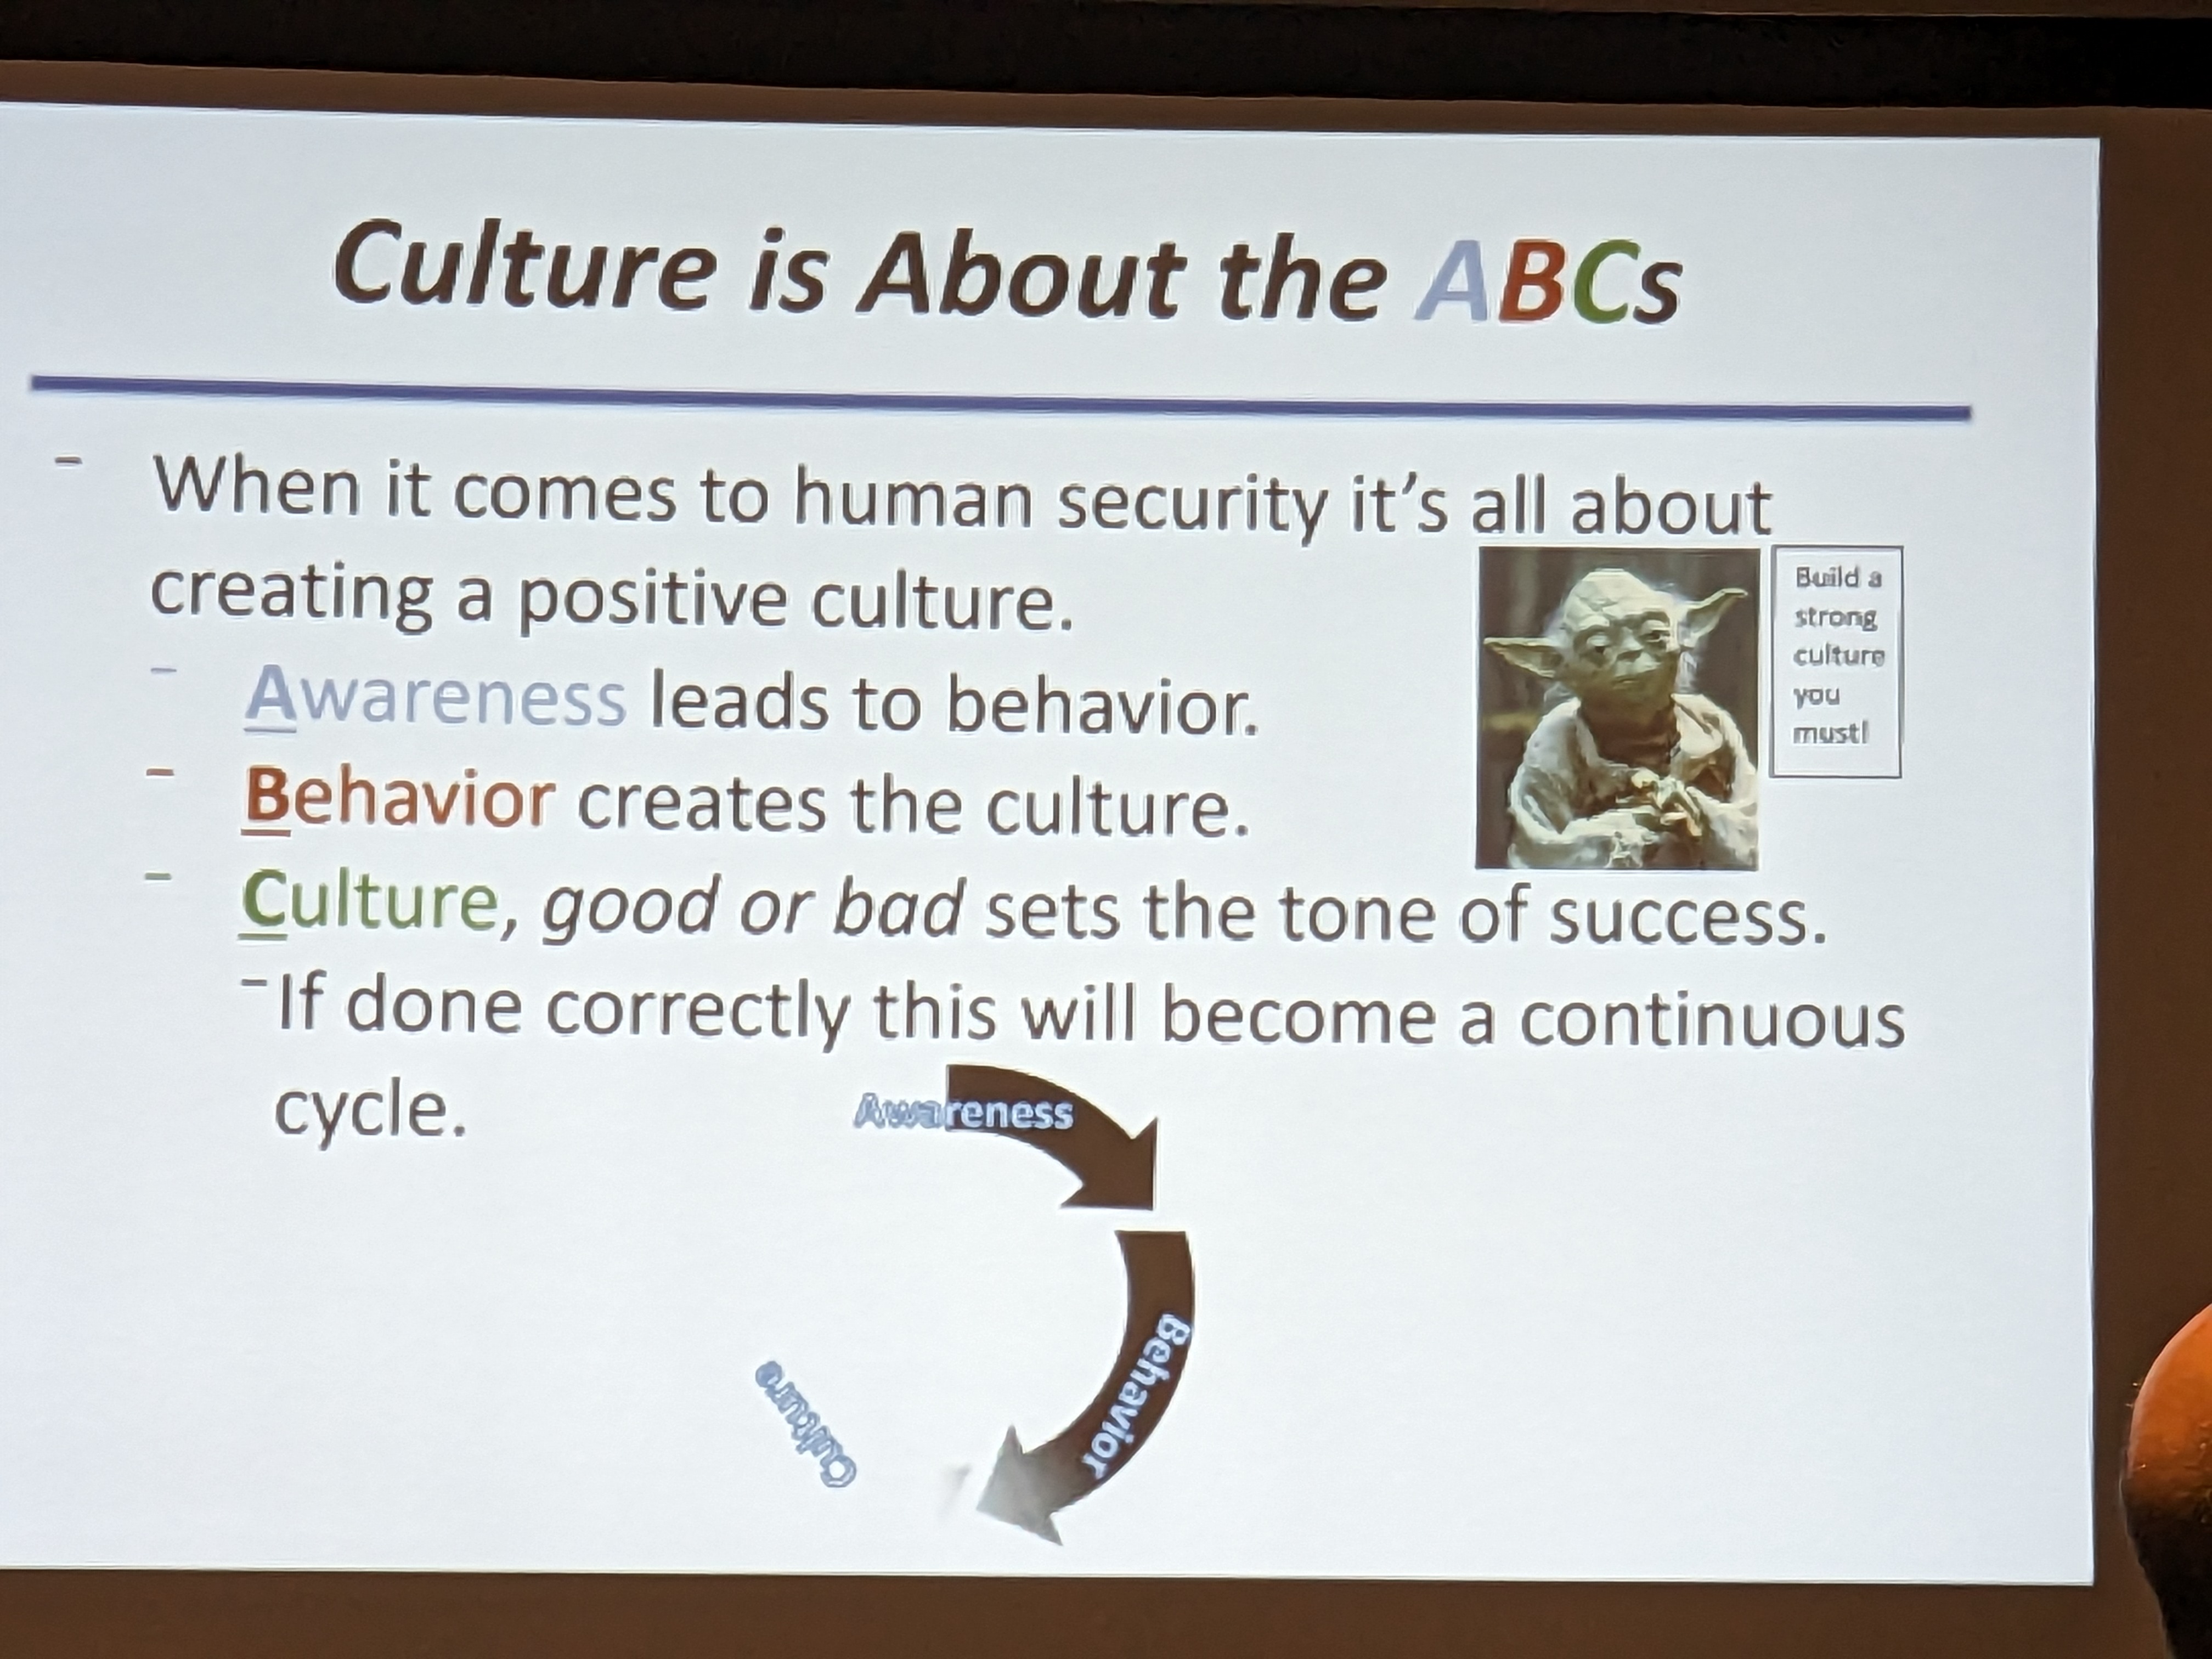 Culture is About the ABCs
- When it comes to human security it's all about
creating a positive culture.
- Awareness leads to behavior.
- Behavior creates the culture.
- Culture, good or bad sets the tone of success.
- If done correctly this will become a continuous
cycle.
Build a
strong
culture
you
must!
Awareness
Behavior
Culture